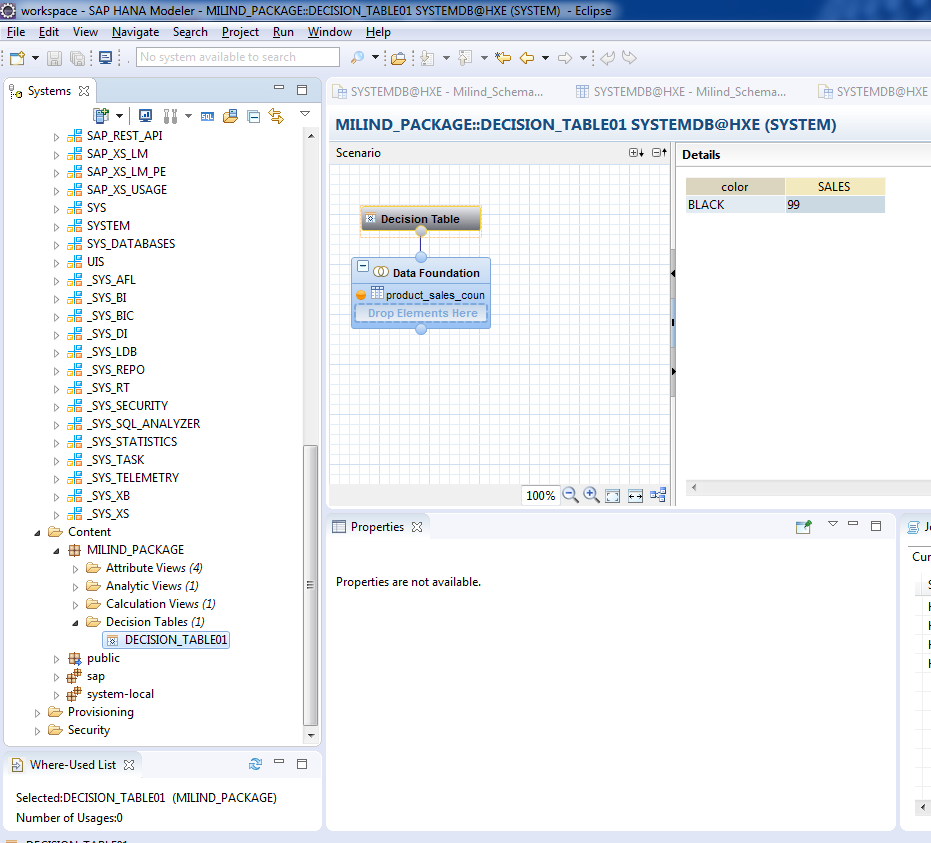 workspace - SAP HANA Modeler - MILIND_PACKAGE::DECISION_TABLE01 SYSTEMDB@HXE (SYSTEM) - Eclipse
File Edit View Navigate Search Project Run Window Help
No system available to search
Systems
SAP_REST_API
SAP_XS_LM
SAP_XS_LM_PE
SAP_XS_USAGE
SYS
SYSTEM
SYS_DATABASES
UIS
_SYS_AFL
_SYS_BI
_SYS_BIC
_SYS_DI
_SYS_LDB
_SYS_REPO
_SYS_RT
_SYS_SECURITY
_SYS_SQL_ANALYZER
_SYS_STATISTICS
_SYS_TASK
_SYS_TELEMETRY
_SYS_XB
_SYS_XS
Content
MILIND_PACKAGE
Attribute Views (4)
Analytic Views (1)
Calculation Views (1)
Decision Tables (1)
DECISION_TABLE01
public
sap
system-local
Provisioning
Security
Where-Used List
Selected:DECISION_TABLE01 (MILIND_PACKAGE)
Number of Usages:0
SYSTEMDB@HXE - Milind_Schema... SYSTEMDB@HXE - Milind_Schema... SYSTEMDB@HXE
MILIND_PACKAGE::DECISION_TABLE01 SYSTEMDB@HXE (SYSTEM)
Scenario
Decision Table
Data Foundation
product_sales_coun
Drop Elements Here
100%
Details
color SALES
BLACK 99
Properties
Properties are not available.
Cur